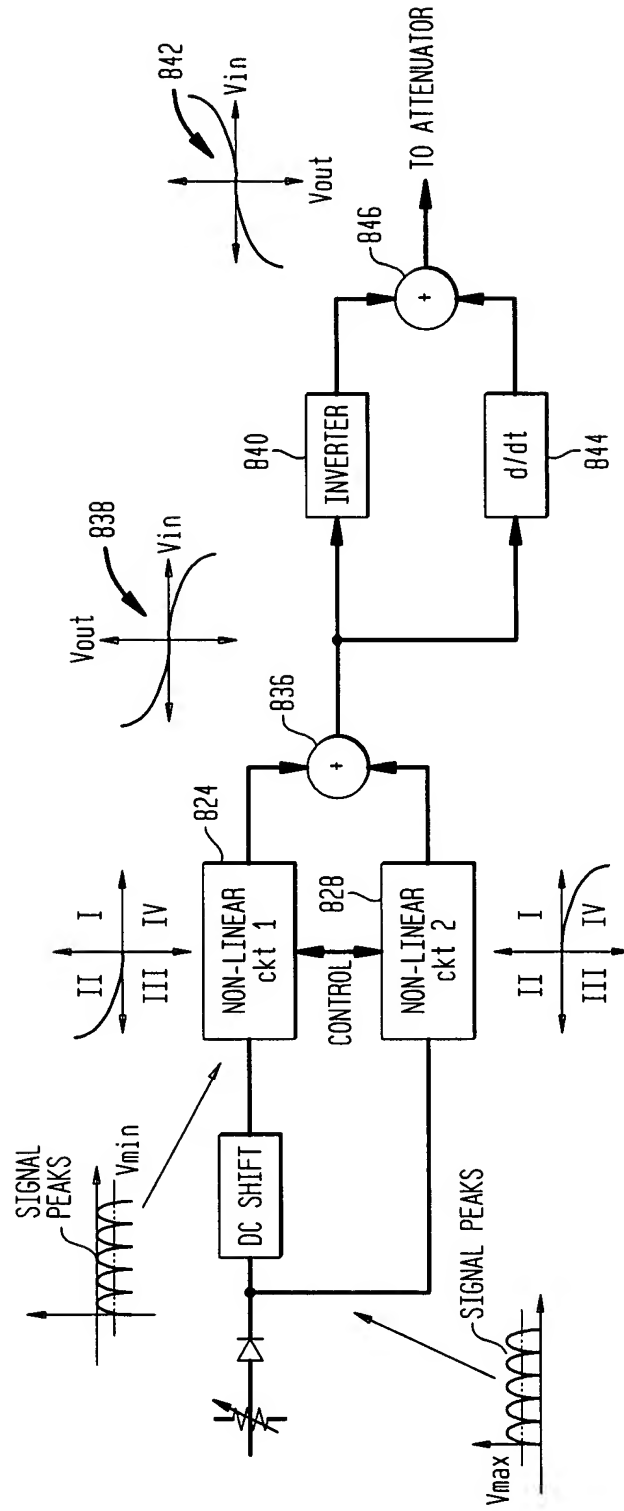 SIGNAL
PEAKS
Vmin
DC SHIFT
Vmax
SIGNAL PEAKS
II
I
III
IV
824
NON-LINEAR
ckt 1
CONTROL
828
NON-LINEAR
ckt 2
II
I
III
IV
836
+
Vout
838
Vin
840
INVERTER
d/dt
844
846
+
TO ATTENUATOR
842
Vin
Vout